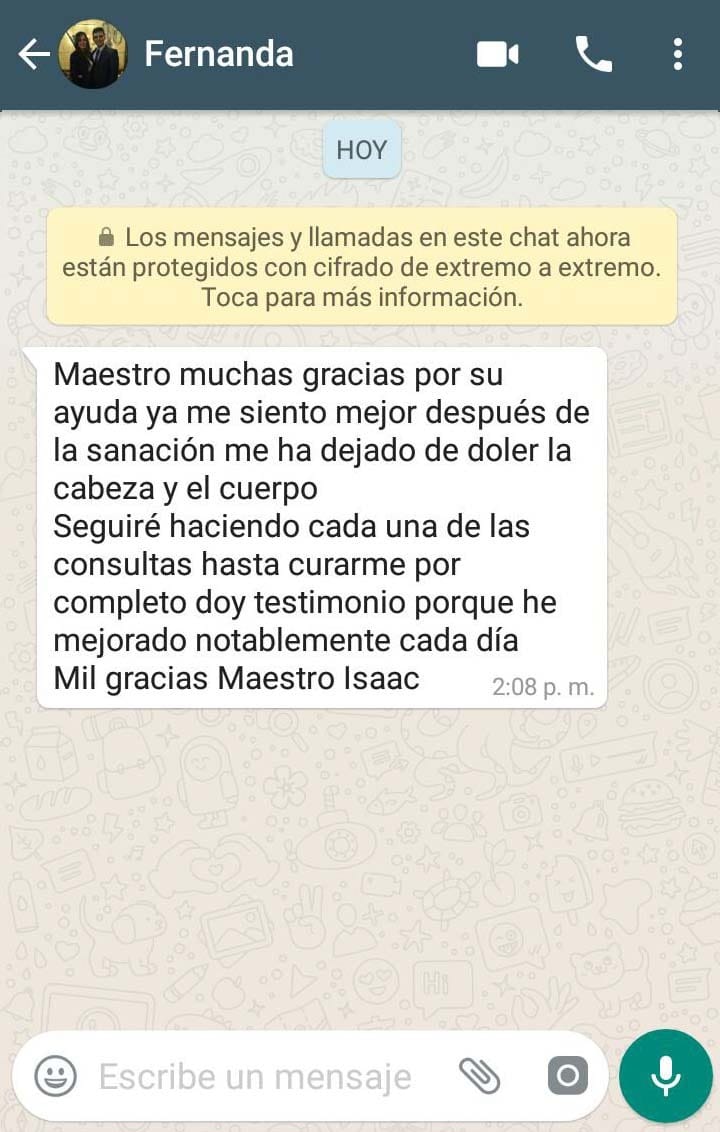 Fernanda
HOY
Los mensajes y llamadas en este chat ahora
están protegidos con cifrado de extremo a extremo.
Toca para más información.
Maestro muchas gracias por su
ayuda ya me siento mejor después de
la sanación me ha dejado de doler la
cabeza y el cuerpo
Seguiré haciendo cada una de las
consultas hasta curarme por
completo doy testimonio porque he
mejorado notablemente cada día
Mil gracias Maestro Isaac
2:08 p. m.
Hi
Escribe un mensaje